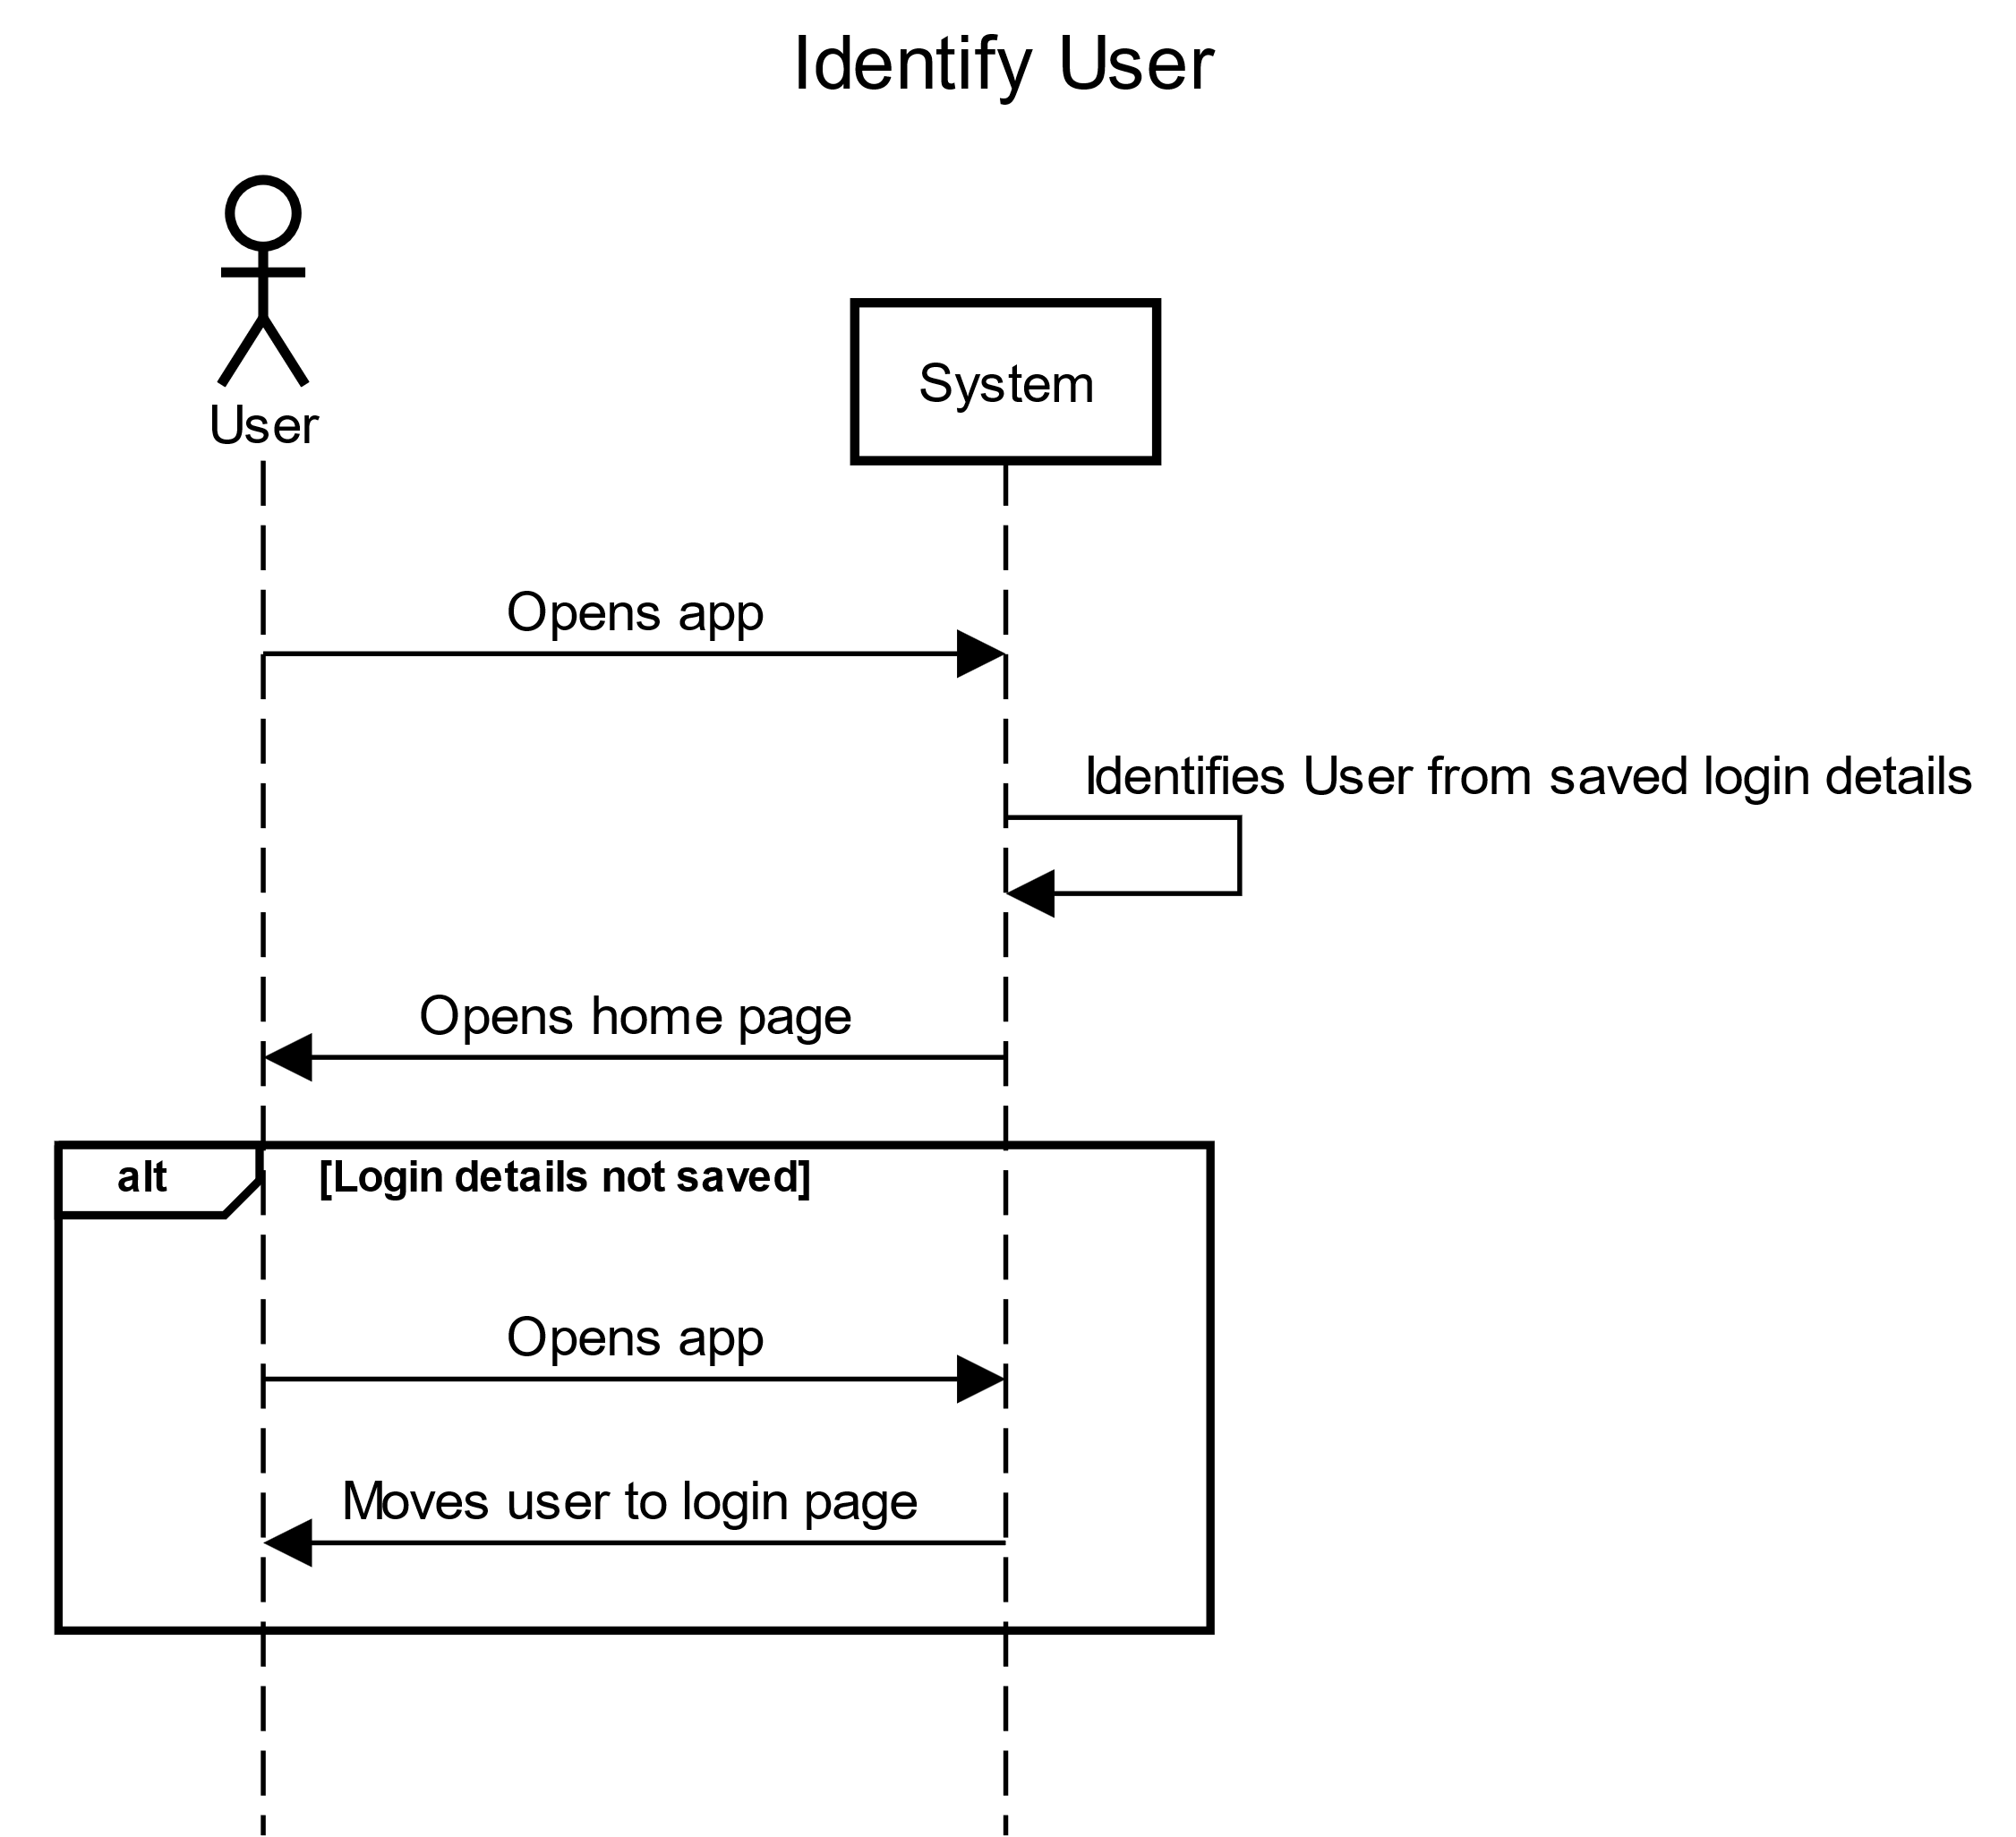 Identify User
User
System
Opens app
Identifies User from saved login details
Opens home page
alt
[Login details not saved]
Opens app
Moves user to login page